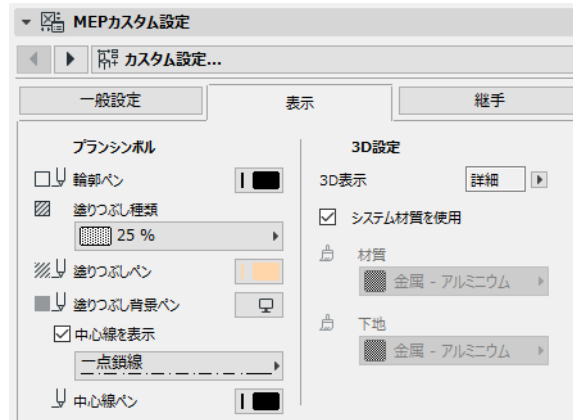 MEPカスタム設定
カスタム設定...
一般設定
表示
継手
プランシンボル
輪郭ペン
塗りつぶし種類
25 %
塗りつぶしペン
塗りつぶし背景ペン
中心線を表示
一点鎖線
中心線ペン
3D設定
3D表示
詳細
システム材質を使用
材質
金属 - アルミニウム
下地
金属 - アルミニウム